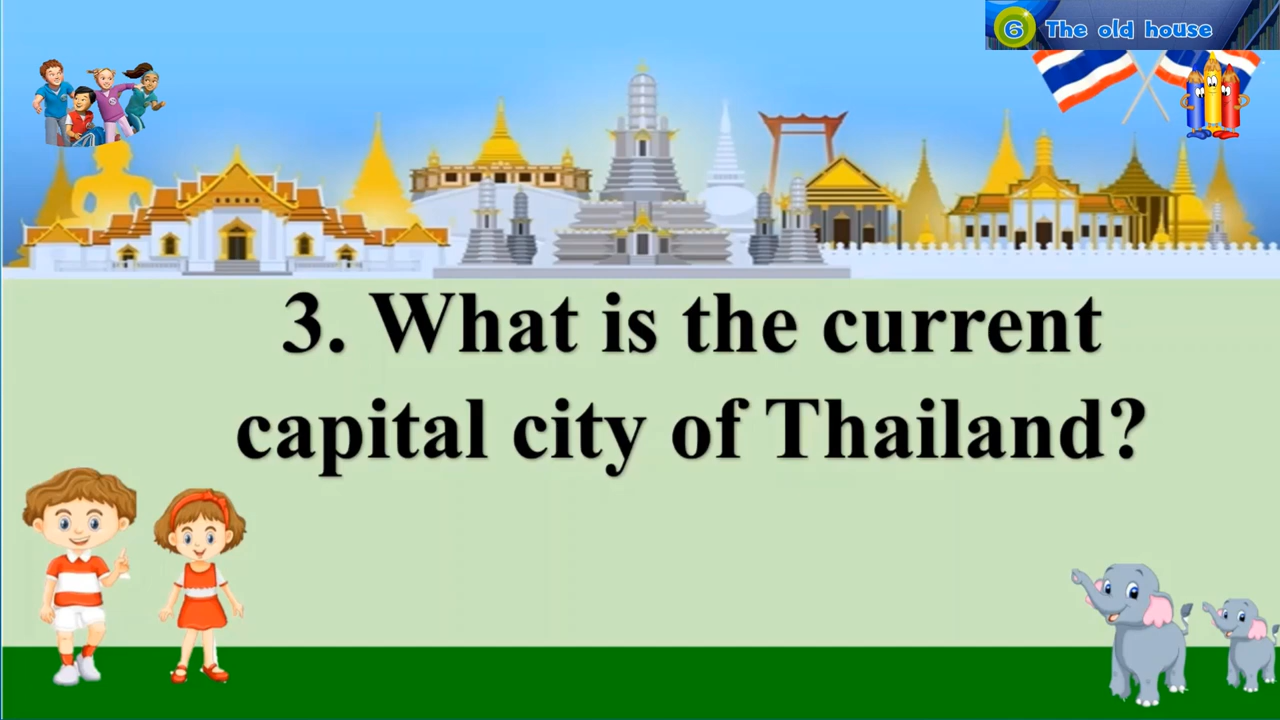 6 The old house
3. What is the current
capital city of Thailand?